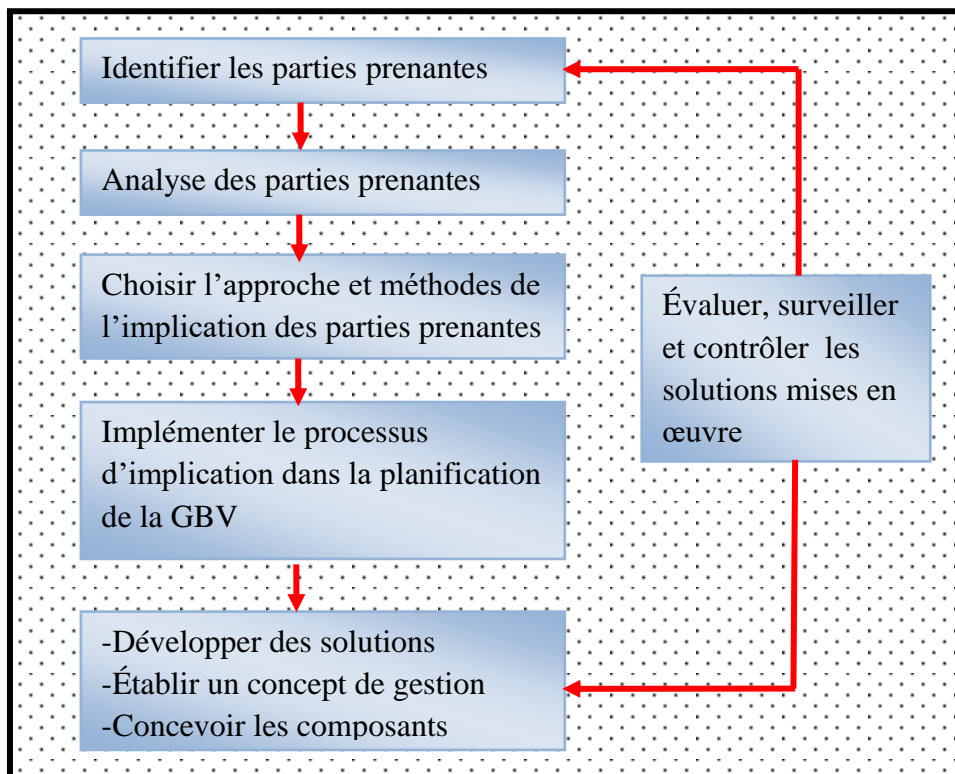 Identifier les parties prenantes
Analyse des parties prenantes
Choisir l’approche et méthodes de
l’implication des parties prenantes
Implémenter le processus
d’implication dans la planification
de la GBV
-Développer des solutions
-Établir un concept de gestion
-Concevoir les composants
Évaluer, surveiller
et contrôler les
solutions mises en
œuvre